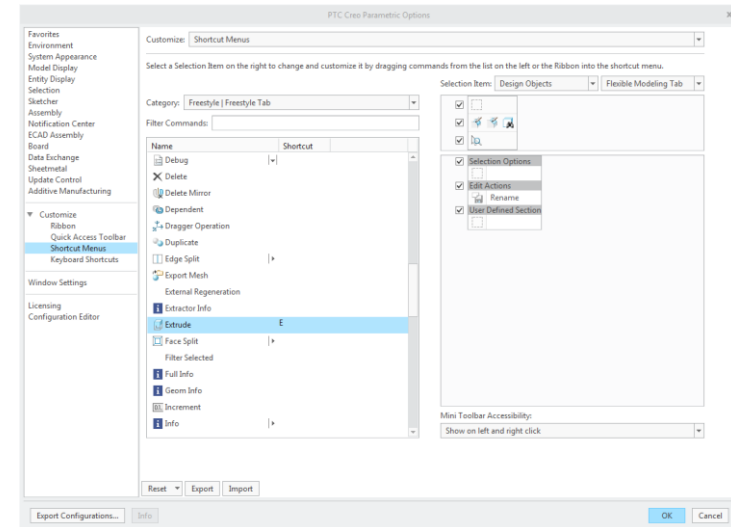 PTC Creo Parametric Options
Favorites
Environment
System Appearance
Model Display
Entity Display
Selection
Sketcher
Assembly
Notification Center
ECAD Assembly
Board
Data Exchange
Sheetmetal
Update Control
Additive Manufacturing
Customize
Ribbon
Quick Access Toolbar
Shortcut Menus
Keyboard Shortcuts
Window Settings
Licensing
Configuration Editor
Customize: Shortcut Menus
Select a Selection Item on the right to change and customize it by dragging commands from the list on the left or the Ribbon into the shortcut menu.
Selection Item: Design Objects Flexible Modeling Tab
Category: Freestyle | Freestyle Tab
Filter Commands:
Name Shortcut
Debug
Delete
Delete Mirror
Dependent
Dragger Operation
Duplicate
Edge Split
Export Mesh
External Regeneration
Extractor Info
Extrude E
Face Split
Filter Selected
Full Info
Geom Info
Increment
Info
Selection Options
Edit Actions
Rename
User Defined Section
Mini Toolbar Accessibility:
Show on left and right click
Reset Export Import
Export Configurations... Info OK Cancel